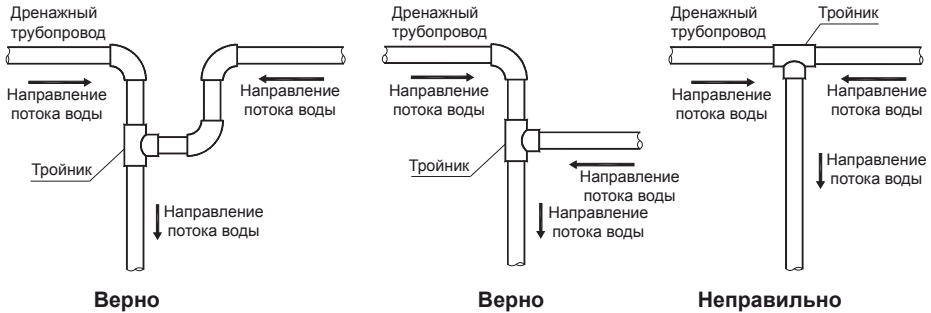 Дренажный
трубопровод
Направление
потока воды
Направление
потока воды
Тройник
Направление
потока воды
Верно
Дренажный
трубопровод
Направление
потока воды
Тройник
Направление
потока воды
Направление
потока воды
Верно
Дренажный
трубопровод
Тройник
Направление
потока воды
Направление
потока воды
Направление
потока воды
Неправильно